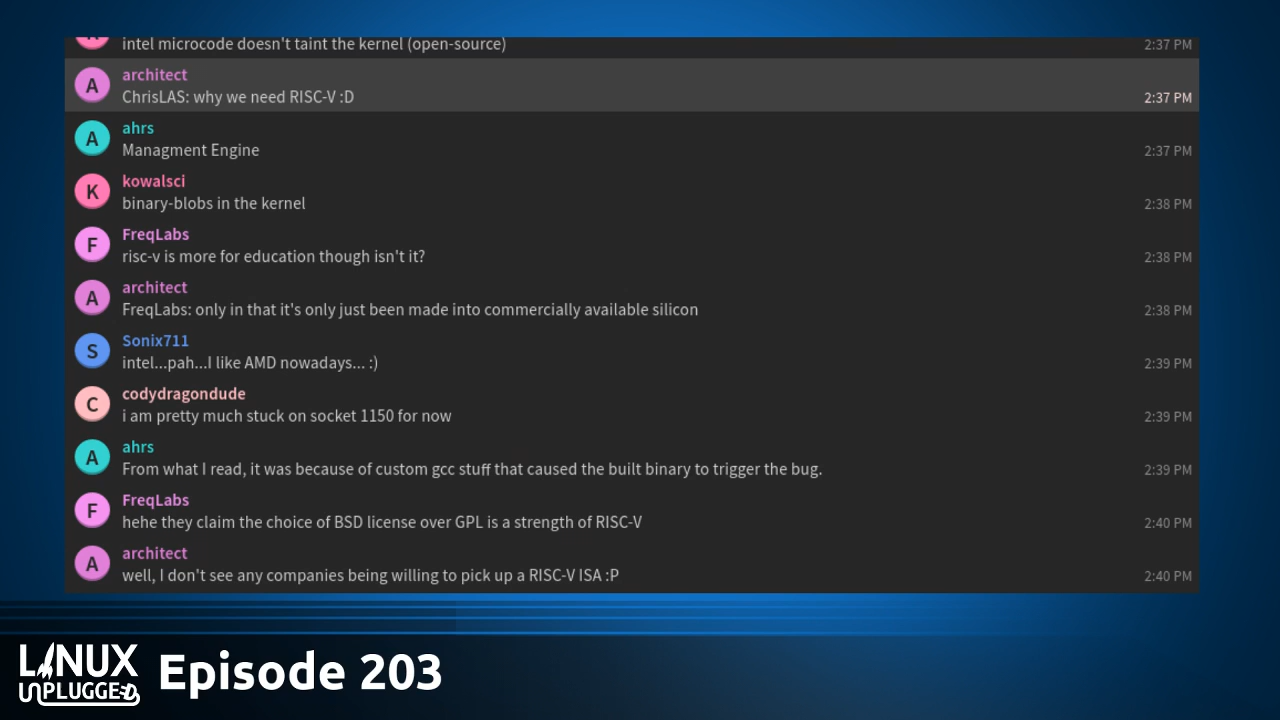 intel microcode doesn't taint the kernel (open-source) 2:37 PM
A architect
ChrisLAS: why we need RISC-V :D 2:37 PM
A ahrs
Managment Engine 2:37 PM
K kowalsci
binary-blobs in the kernel 2:38 PM
F FreqLabs
risc-v is more for education though isn't it? 2:38 PM
A architect
FreqLabs: only in that it's only just been made into commercially available silicon 2:38 PM
S Sonix711
intel...pah...I like AMD nowadays... :) 2:39 PM
C codydragondude
i am pretty much stuck on socket 1150 for now 2:39 PM
A ahrs
From what I read, it was because of custom gcc stuff that caused the built binary to trigger the bug. 2:39 PM
F FreqLabs
hehe they claim the choice of BSD license over GPL is a strength of RISC-V 2:40 PM
A architect
well, I don't see any companies being willing to pick up a RISC-V ISA :P 2:40 PM
LINUX
UNPLUGGED
Episode 203